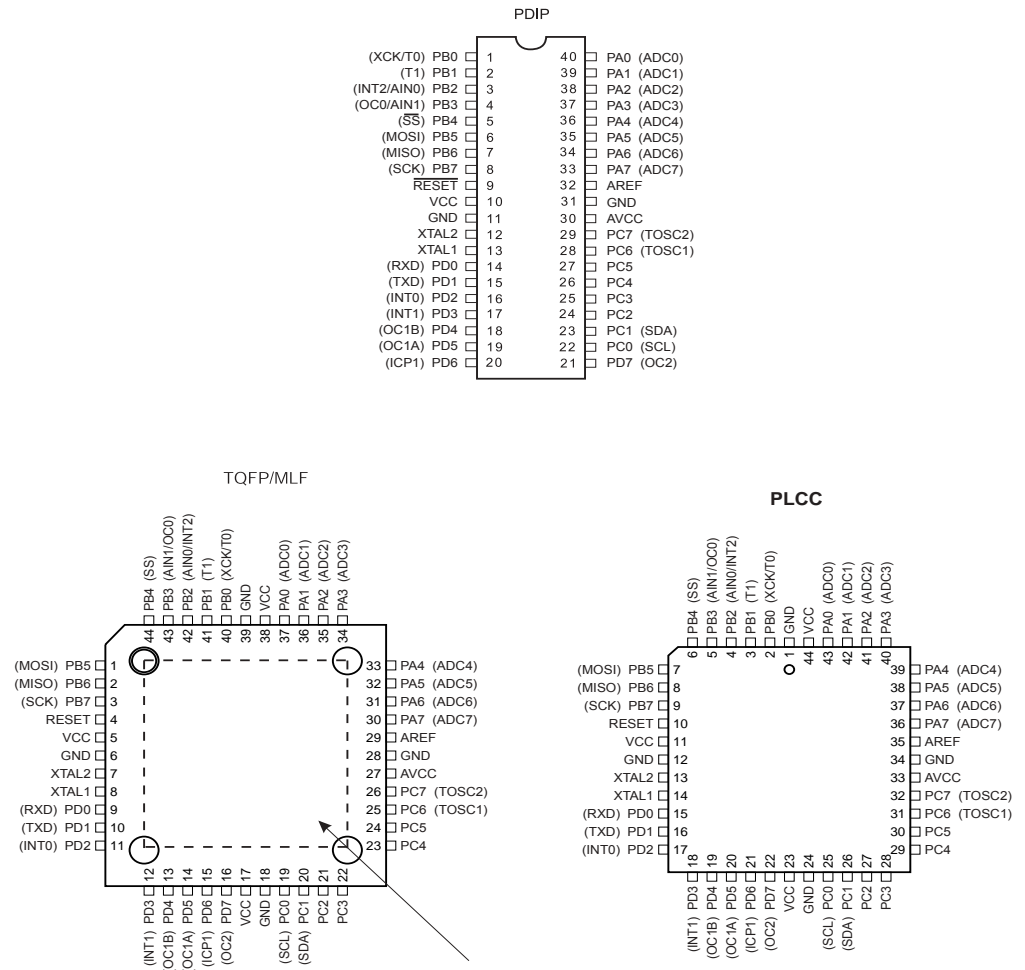 PDIP
(XCK/T0) PB0 1 40 PA0 (ADC0)
(T1) PB1 2 39 PA1 (ADC1)
(INT2/AIN0) PB2 3 38 PA2 (ADC2)
(OC0/AIN1) PB3 4 37 PA3 (ADC3)
(SS) PB4 5 36 PA4 (ADC4)
(MOSI) PB5 6 35 PA5 (ADC5)
(MISO) PB6 7 34 PA6 (ADC6)
(SCK) PB7 8 33 PA7 (ADC7)
RESET 9 32 AREF
VCC 10 31 GND
GND 11 30 AVCC
XTAL2 12 29 PC7 (TOSC2)
XTAL1 13 28 PC6 (TOSC1)
(RXD) PD0 14 27 PC5
(TXD) PD1 15 26 PC4
(INT0) PD2 16 25 PC3
(INT1) PD3 17 24 PC2
(OC1B) PD4 18 23 PC1 (SDA)
(OC1A) PD5 19 22 PC0 (SCL)
(ICP1) PD6 20 21 PD7 (OC2)
TQFP/MLF
44 PB4 (SS)
43 PB3 (AIN1/OC0)
42 PB2 (AIN0/INT2)
41 PB1 (T1)
40 PB0 (XCK/T0)
39 GND
38 VCC
37 PA0 (ADC0)
36 PA1 (ADC1)
35 PA2 (ADC2)
34 PA3 (ADC3)
(MOSI) PB5 1 33 PA4 (ADC4)
(MISO) PB6 2 32 PA5 (ADC5)
(SCK) PB7 3 31 PA6 (ADC6)
RESET 4 30 PA7 (ADC7)
VCC 5 29 AREF
GND 6 28 GND
XTAL2 7 27 AVCC
XTAL1 8 26 PC7 (TOSC2)
(RXD) PD0 9 25 PC6 (TOSC1)
(TXD) PD1 10 24 PC5
(INT0) PD2 11 23 PC4
(INT1) PD3 12
(OC1B) PD4 13
(OC1A) PD5 14
(ICP1) PD6 15
(OC2) PD7 16
VCC 17
GND 18
(SCL) PC0 19
(SDA) PC1 20
PC2 21
PC3 22
PLCC
6 PB4 (SS)
5 PB3 (AIN1/OC0)
4 PB2 (AIN0/INT2)
3 PB1 (T1)
2 PB0 (XCK/T0)
1 GND
44 VCC
43 PA0 (ADC0)
42 PA1 (ADC1)
41 PA2 (ADC2)
40 PA3 (ADC3)
(MOSI) PB5 7 39 PA4 (ADC4)
(MISO) PB6 8 38 PA5 (ADC5)
(SCK) PB7 9 37 PA6 (ADC6)
RESET 10 36 PA7 (ADC7)
VCC 11 35 AREF
GND 12 34 GND
XTAL2 13 33 AVCC
XTAL1 14 32 PC7 (TOSC2)
(RXD) PD0 15 31 PC6 (TOSC1)
(TXD) PD1 16 30 PC5
(INT0) PD2 17 29 PC4
(INT1) PD3 18
(OC1B) PD4 19
(OC1A) PD5 20
(ICP1) PD6 21
(OC2) PD7 22
VCC 23
GND 24
(SCL) PC0 25
(SDA) PC1 26
PC2 27
PC3 28